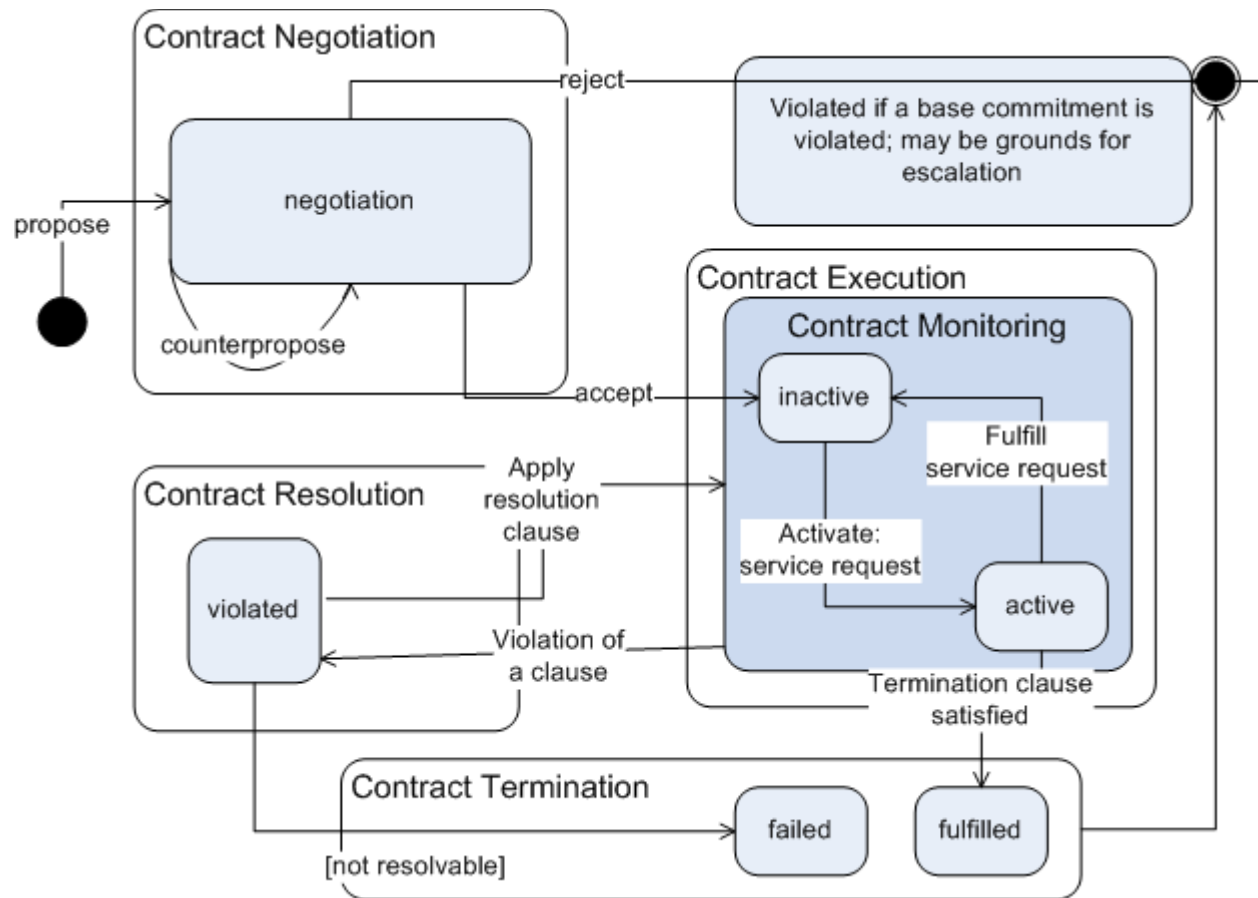 Contract Negotiation
reject
Violated if a base commitment is
violated; may be grounds for
escalation
negotiation
propose
counterpropose
accept
Contract Execution
Contract Monitoring
inactive
Fulfill
service request
Activate:
service request
active
Contract Resolution
Apply
resolution
clause
violated
Violation of
a clause
Termination clause
satisfied
Contract Termination
failed
fulfilled
[not resolvable]